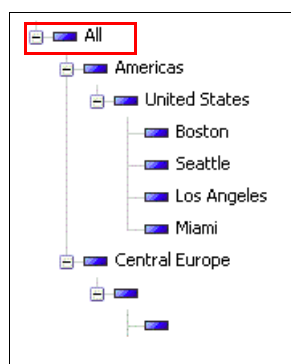 All
Americas
United States
Boston
Seattle
Los Angeles
Miami
Central Europe